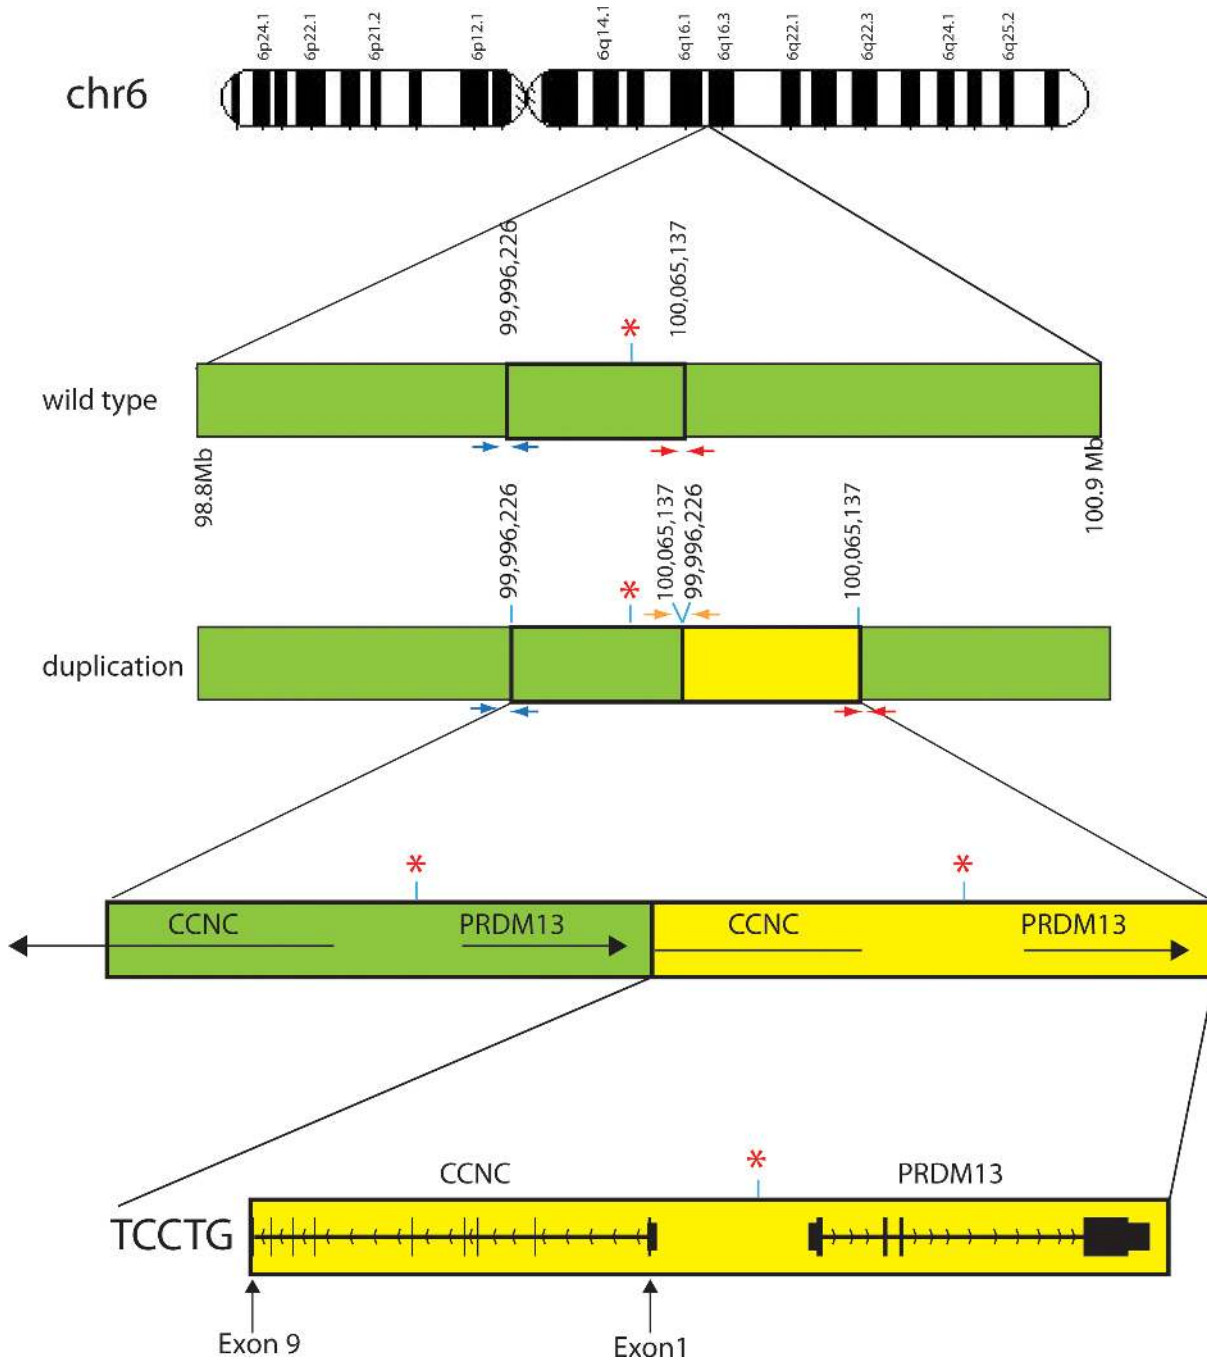 6p24.1 6p22.1 6p21.2 6p12.1 6q14.1 6q16.1 6q16.3 6q22.1 6q22.3 6q24.1 6q25.2
chr6
99,996,226 100,065,137
*
wild type
98.8Mb 100.9 Mb
99,996,226 100,065,137 99,996,226 100,065,137
*
duplication
* *
CCNC PRDM13 CCNC PRDM13
*
CCNC PRDM13
TCCTG
Exon 9 Exon1